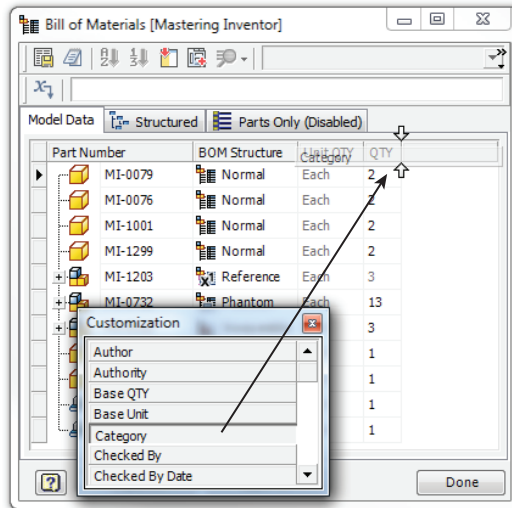 Bill of Materials [Mastering Inventor]
Model Data Structured Parts Only (Disabled)
Part Number BOM Structure Unit QTY QTY
Category
MI-0079 Normal Each 2
MI-0076 Normal Each 2
MI-1001 Normal Each 2
MI-1299 Normal Each 2
MI-1203 Reference Each 3
MI-0732 Phantom Each 13
3
1
1
1
1
Customization
Author
Authority
Base QTY
Base Unit
Category
Checked By
Checked By Date
Done